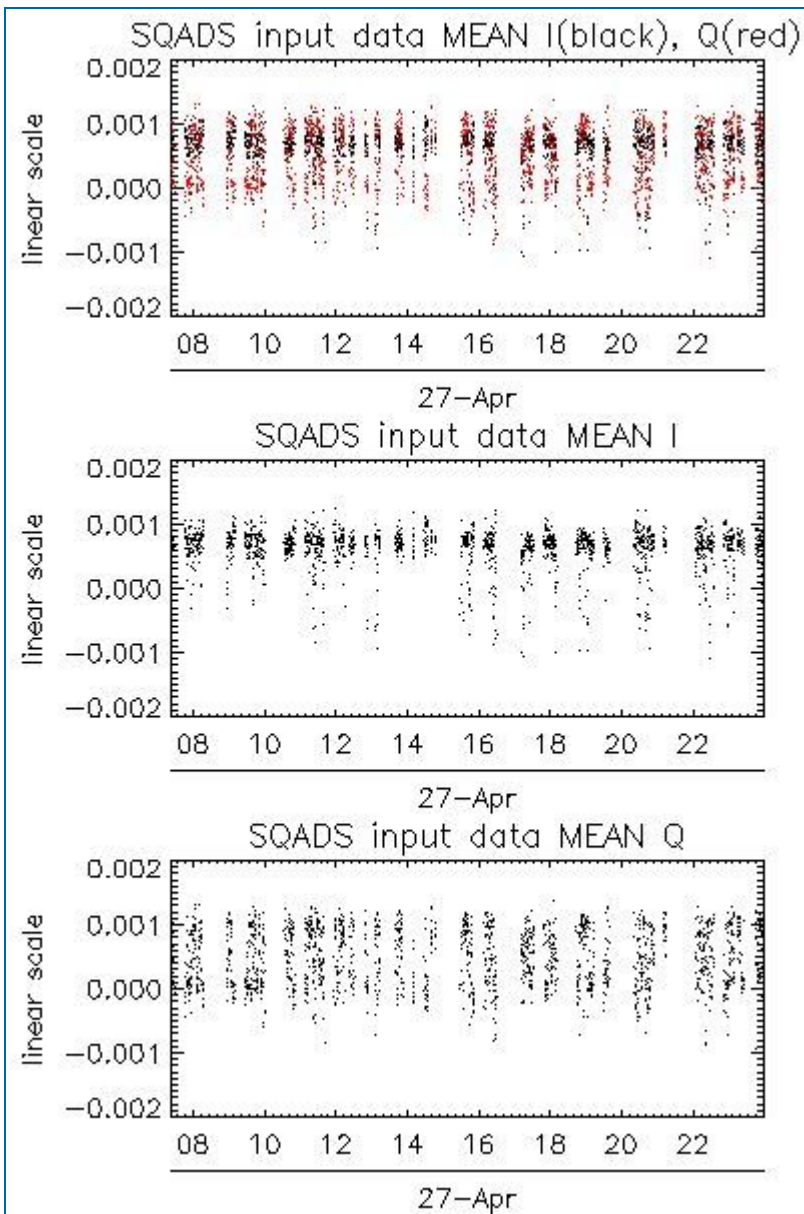 SQADS input data MEAN I(black), Q(red)
0.002
0.001
0.000
-0.001
-0.002
linear scale
08 10 12 14 16 18 20 22
27-Apr
SQADS input data MEAN I
0.002
0.001
0.000
-0.001
-0.002
linear scale
08 10 12 14 16 18 20 22
27-Apr
SQADS input data MEAN Q
0.002
0.001
0.000
-0.001
-0.002
linear scale
08 10 12 14 16 18 20 22
27-Apr